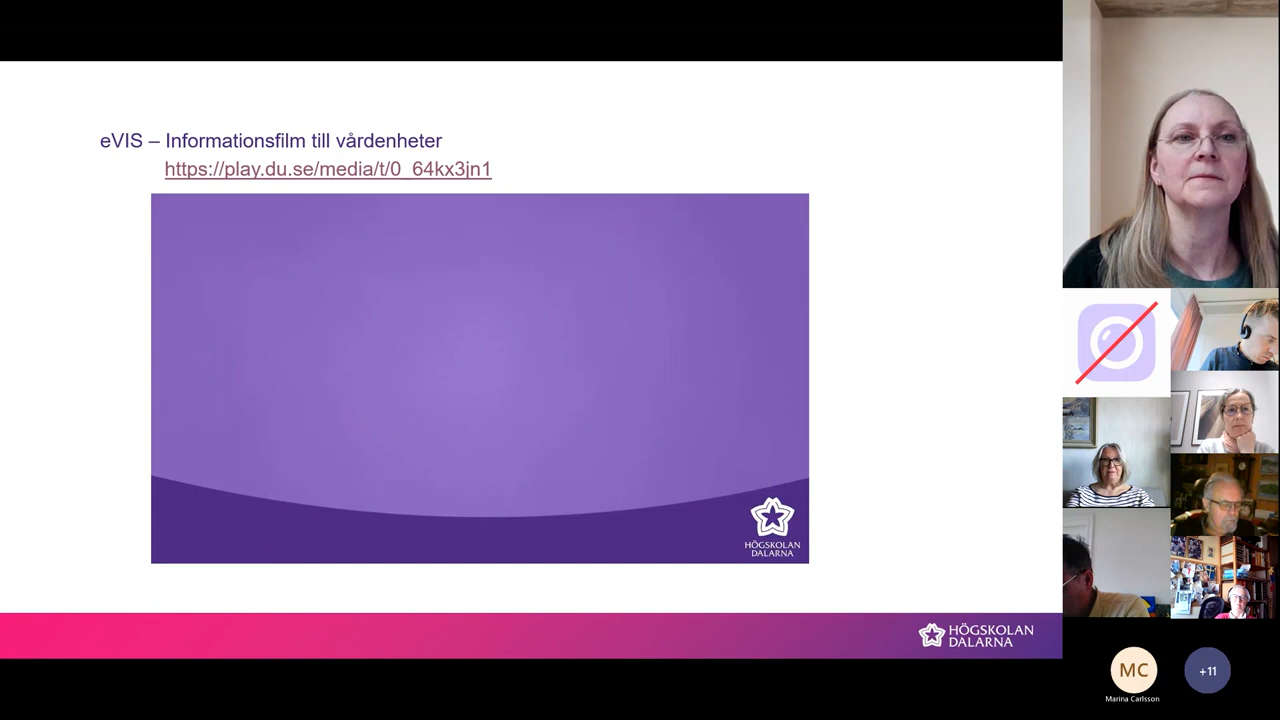 eVIS – Informationsfilm till vårdenheter
https://play.du.se/media/t/0_64kx3jn1
HÖGSKOLAN
DALARNA
HÖGSKOLAN
DALARNA
MC
+11
Marina Carlsson